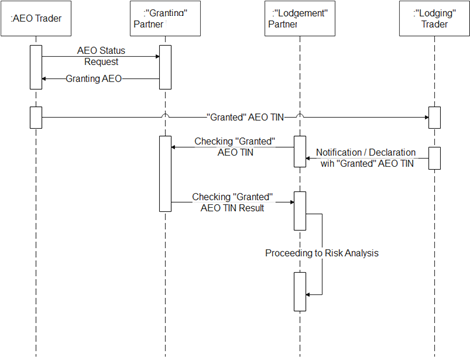 :AEO Trader
:"Granting"
Partner
:"Lodgement"
Partner
:"Lodging"
Trader
AEO Status
Request
Granting AEO
"Granted" AEO TIN
Checking "Granted"
AEO TIN
Notification / Declaration
wih "Granted" AEO TIN
Checking "Granted"
AEO TIN Result
Proceeding to Risk Analysis